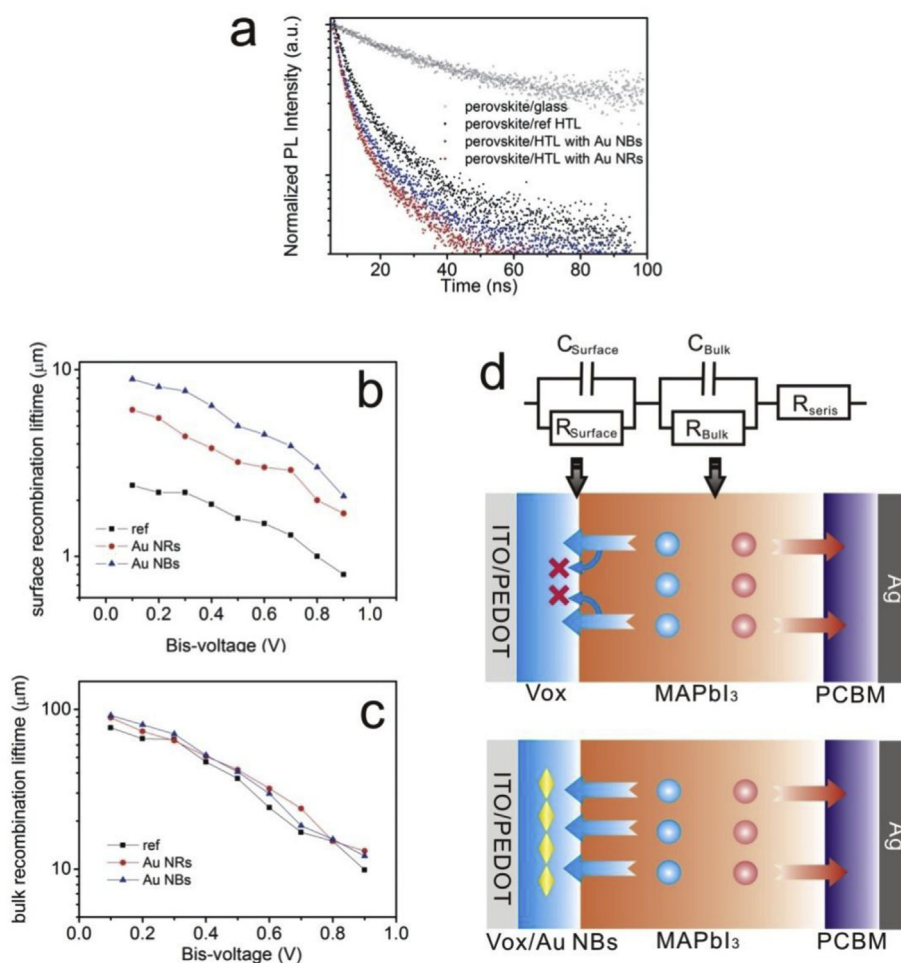 a
Normalized PL Intensity (a.u.)
perovskite/glass
perovskite/ref HTL
perovskite/HTL with Au NBs
perovskite/HTL with Au NRs
20 40 60 80 100
Time (ns)
b
surface recombination liftime (μm)
10
1
ref
Au NRs
Au NBs
0.0 0.2 0.4 0.6 0.8 1.0
Bis-voltage (V)
c
bulk recombination liftime (μm)
100
10
ref
Au NRs
Au NBs
0.0 0.2 0.4 0.6 0.8 1.0
Bis-voltage (V)
d
CSurface CBulk
RSurface RBulk Rseris
ITO/PEDOT
Ag
Vox MAPbI₃ PCBM
ITO/PEDOT
Ag
Vox/Au NBs MAPbI₃ PCBM